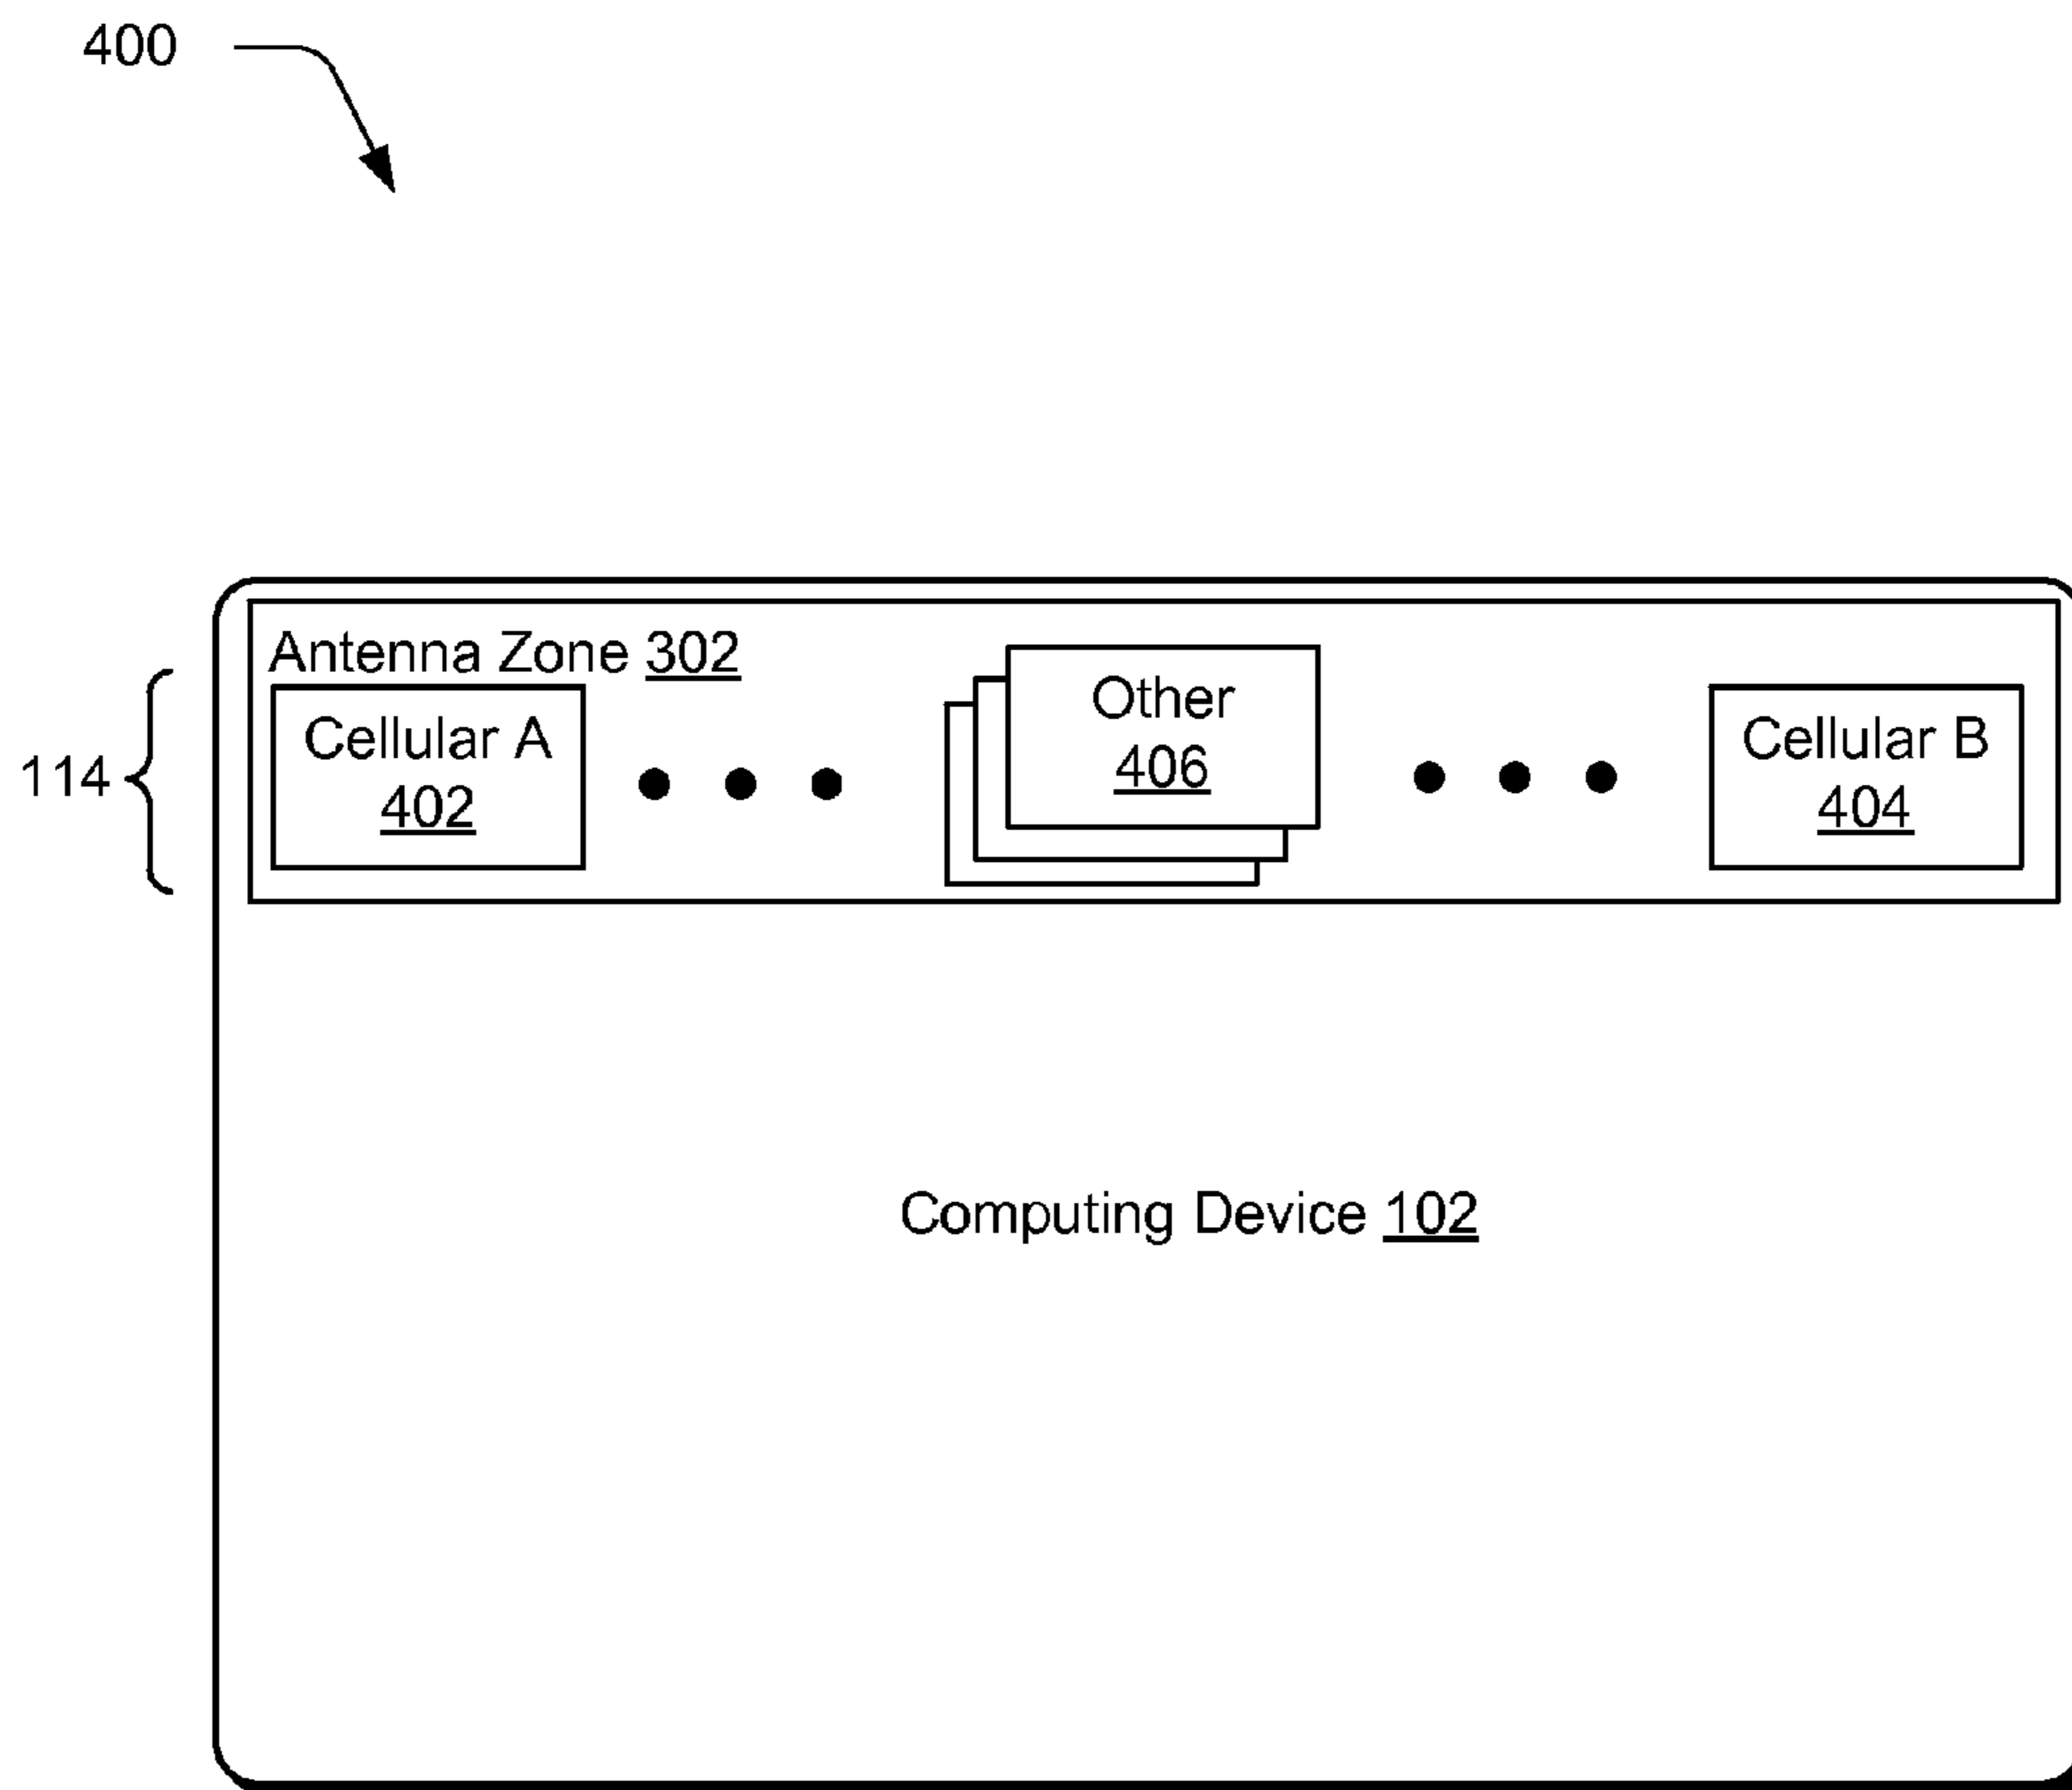 400
Antenna Zone 302
Cellular A
402
Other
406
Cellular B
404
114
Computing Device 102